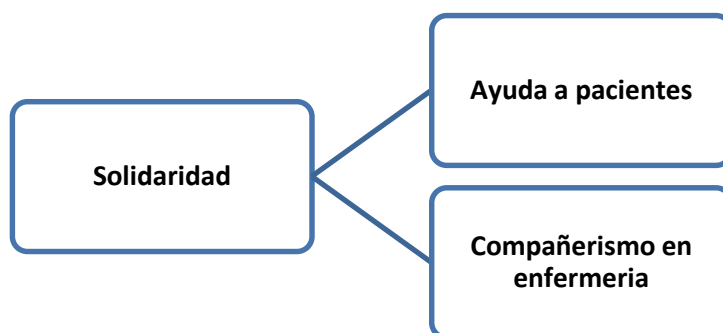 Solidaridad
Ayuda a pacientes
Compañerismo en
enfermeria